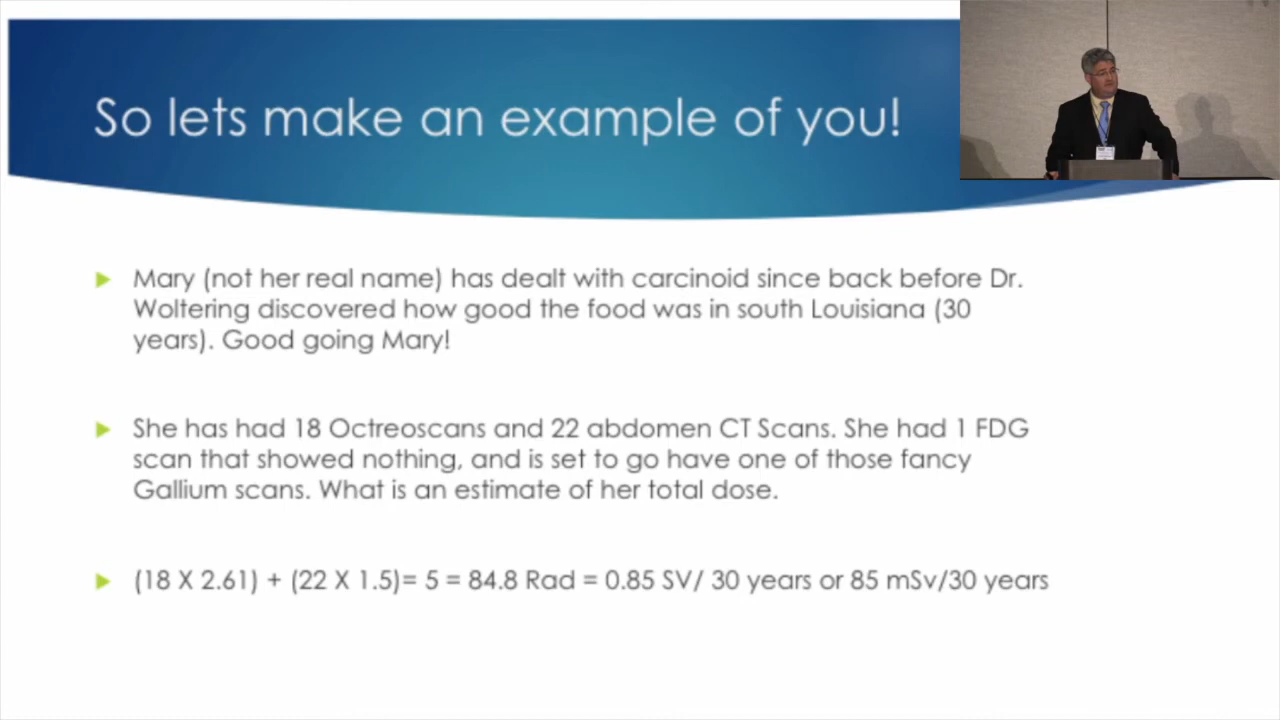 So lets make an example of you!
Mary (not her real name) has dealt with carcinoid since back before Dr.
Woltering discovered how good the food was in south Louisiana (30
years). Good going Mary!
She has had 18 Octreoscans and 22 abdomen CT Scans. She had 1 FDG
scan that showed nothing, and is set to go have one of those fancy
Gallium scans. What is an estimate of her total dose.
(18 X 2.61) + (22 X 1.5)= 5 = 84.8 Rad = 0.85 SV/ 30 years or 85 mSv/30 years